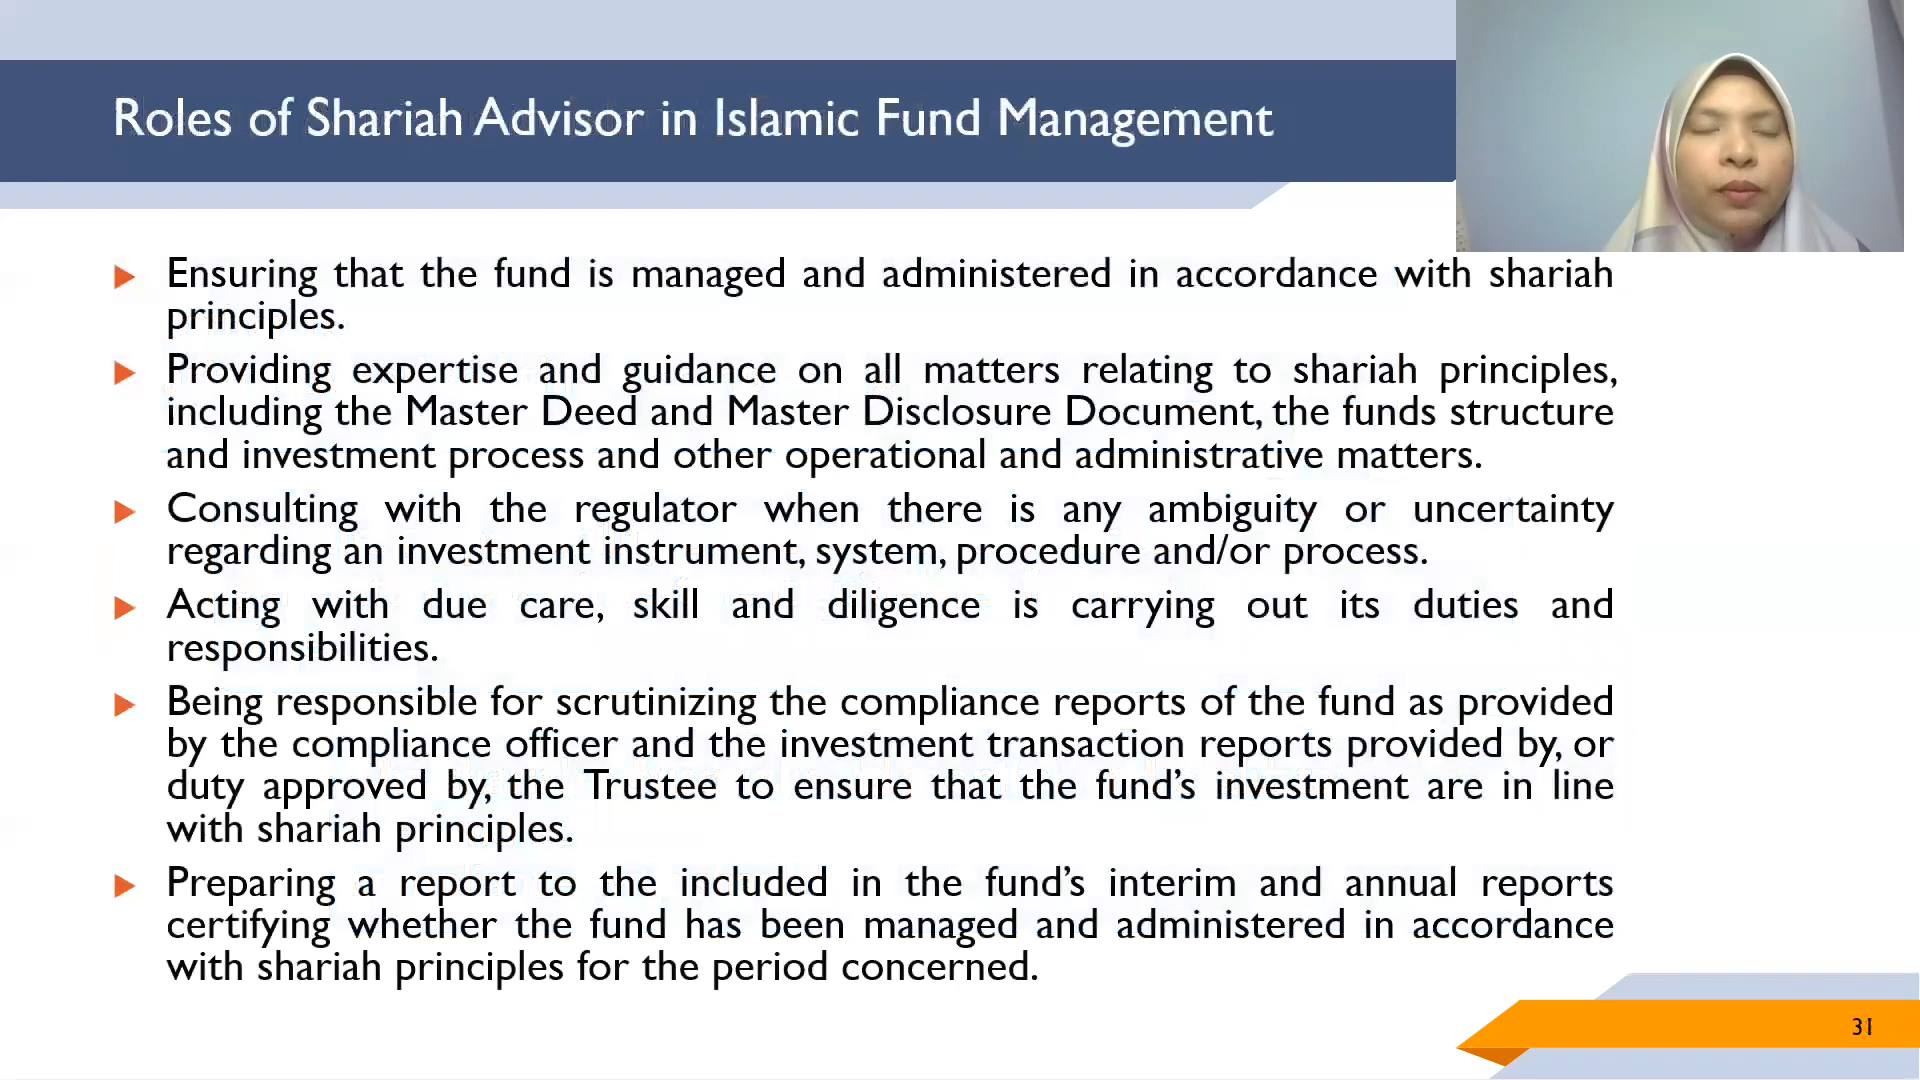 Roles of Shariah Advisor in Islamic Fund Management
Ensuring that the fund is managed and administered in accordance with shariah
principles.
Providing expertise and guidance on all matters relating to shariah principles,
including the Master Deed and Master Disclosure Document, the funds structure
and investment process and other operational and administrative matters.
Consulting with the regulator when there is any ambiguity or uncertainty
regarding an investment instrument, system, procedure and/or process.
Acting with due care, skill and diligence is carrying out its duties and
responsibilities.
Being responsible for scrutinizing the compliance reports of the fund as provided
by the compliance officer and the investment transaction reports provided by, or
duty approved by, the Trustee to ensure that the fund’s investment are in line
with shariah principles.
Preparing a report to the included in the fund’s interim and annual reports
certifying whether the fund has been managed and administered in accordance
with shariah principles for the period concerned.
31